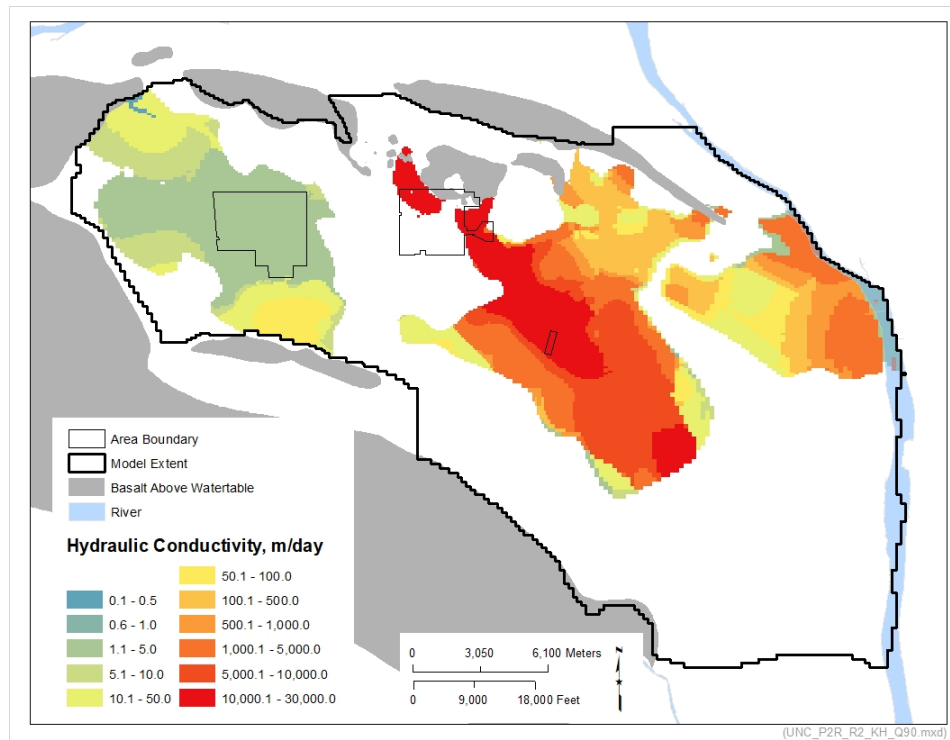 Area Boundary
Model Extent
Basalt Above Watertable
River
Hydraulic Conductivity, m/day
0.1 - 0.5
0.6 - 1.0
1.1 - 5.0
5.1 - 10.0
10.1 - 50.0
50.1 - 100.0
100.1 - 500.0
500.1 - 1,000.0
1,000.1 - 5,000.0
5,000.1 - 10,000.0
10,000.1 - 30,000.0
0 3,050 6,100 Meters
0 9,000 18,000 Feet
N
(UNC_P2R_R2_KH_Q90.mxd)